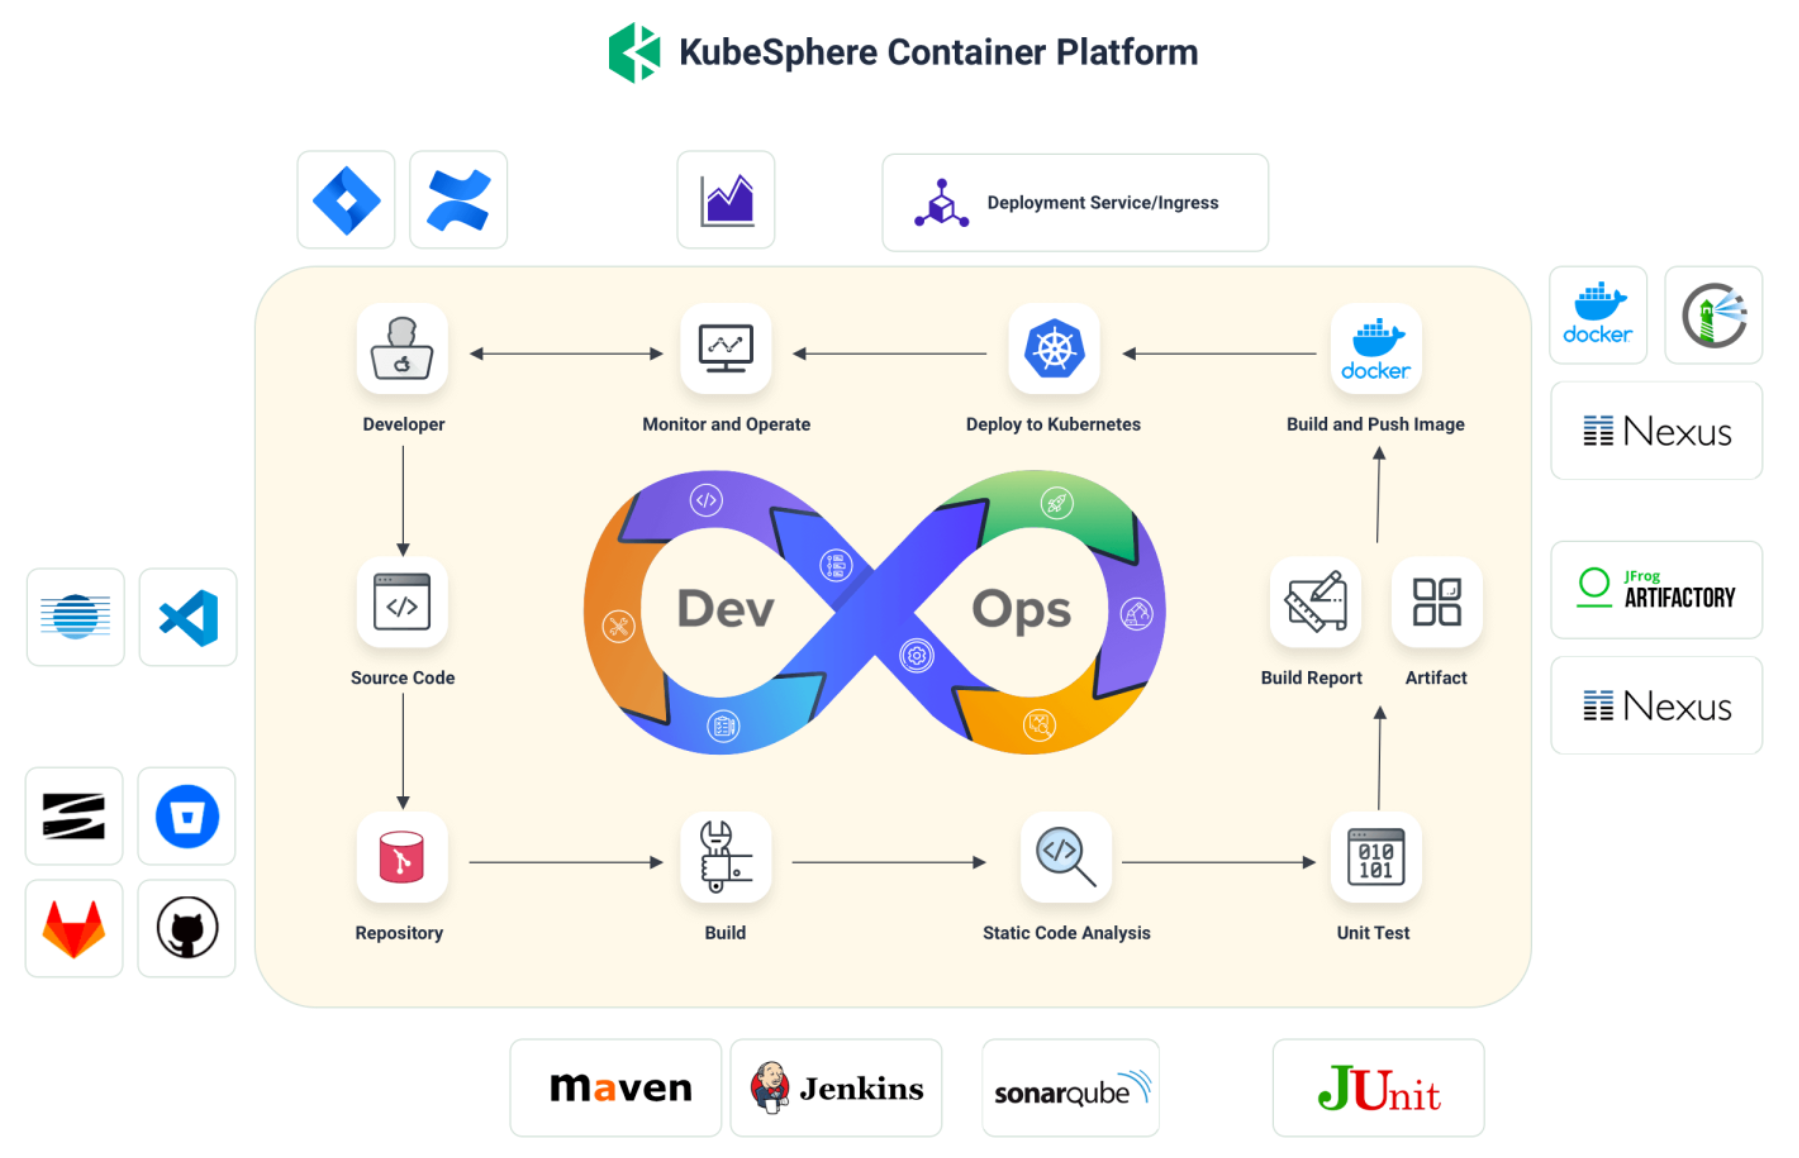 KubeSphere Container Platform
Deployment Service/Ingress
docker
docker
Developer
Monitor and Operate
Deploy to Kubernetes
Build and Push Image
Nexus
</>
</>
Dev
Ops
JFrog
ARTIFACTORY
Source Code
Build Report
Artifact
Nexus
</>
010
101
Repository
Build
Static Code Analysis
Unit Test
maven
Jenkins
sonarqube
JUnit